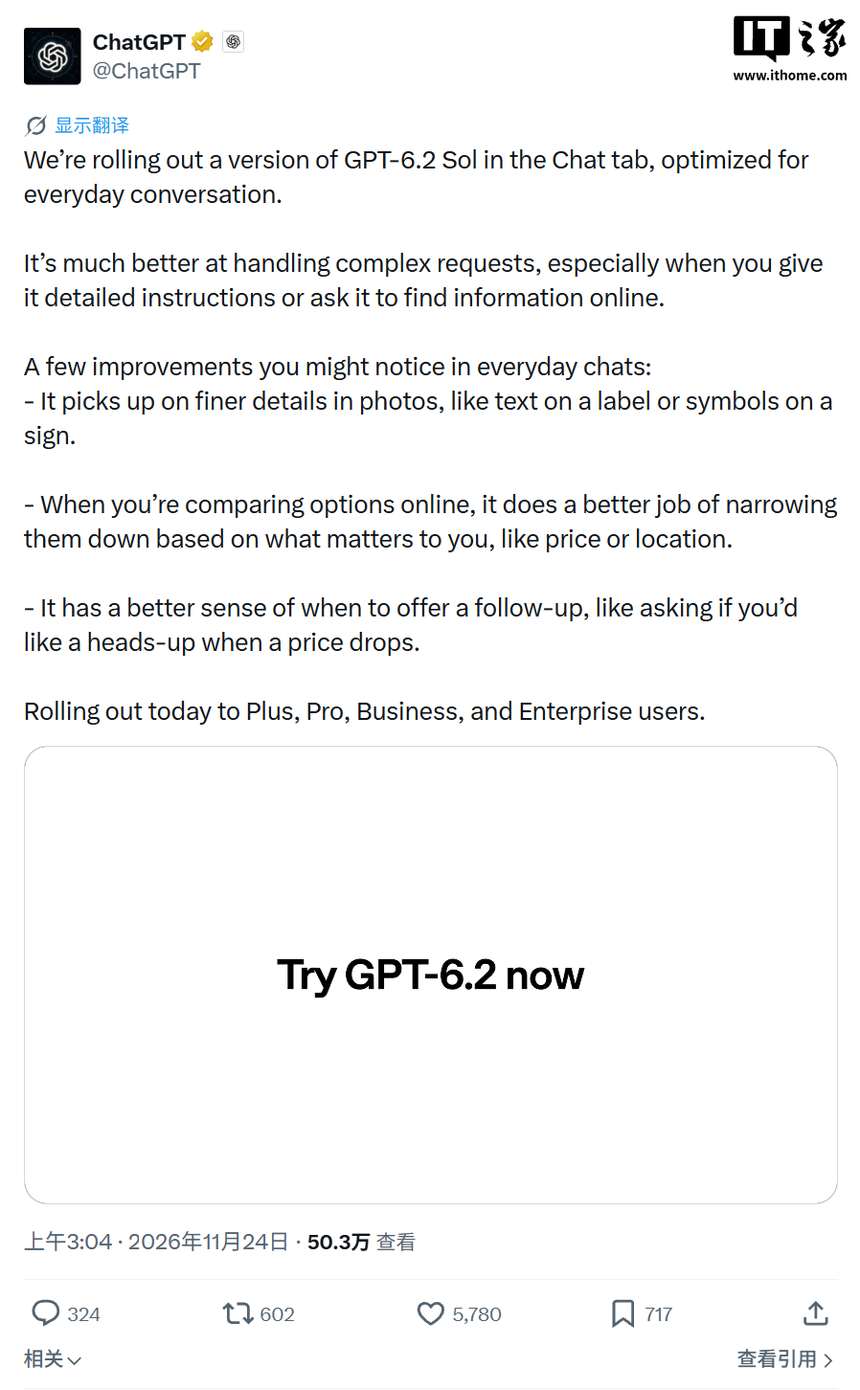 ChatGPT
@ChatGPT
IT之家
www.ithome.com
显示翻译
We’re rolling out a version of GPT-6.2 Sol in the Chat tab, optimized for
everyday conversation.
It’s much better at handling complex requests, especially when you give
it detailed instructions or ask it to find information online.
A few improvements you might notice in everyday chats:
- It picks up on finer details in photos, like text on a label or symbols on a
sign.
- When you’re comparing options online, it does a better job of narrowing
them down based on what matters to you, like price or location.
- It has a better sense of when to offer a follow-up, like asking if you’d
like a heads-up when a price drops.
Rolling out today to Plus, Pro, Business, and Enterprise users.
Try GPT-6.2 now
上午3:04 · 2026年11月24日 · 50.3万 查看
324 602 5,780 717
相关 查看引用